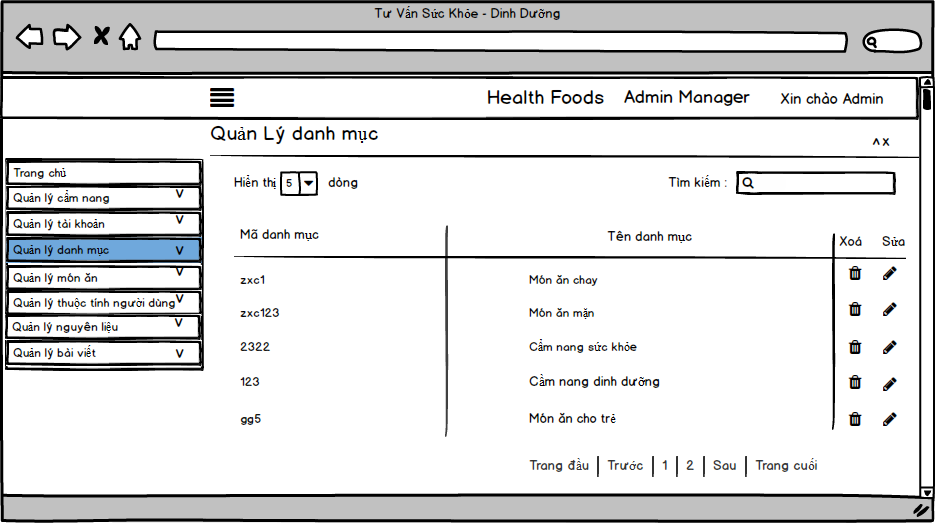 Tư Vấn Sức Khỏe - Dinh Dưỡng
Health Foods Admin Manager Xin chào Admin
Quản Lý danh mục
^ X
Trang chủ
Quản lý cẩm nang V
Quản lý tài khoản V
Quản lý danh mục V
Quản lý món ăn V
Quản lý thuộc tính người dùng V
Quản lý nguyên liệu V
Quản lý bài viết V
Hiển thị 5 dòng Tìm kiếm :
Mã danh mục Tên danh mục Xoá Sửa
zxc1 Món ăn chay
zxc123 Món ăn mặn
2322 Cẩm nang sức khỏe
123 Cầm nang dinh dưỡng
gg5 Món ăn cho trẻ
Trang đầu | Trước | 1 | 2 | Sau | Trang cuối